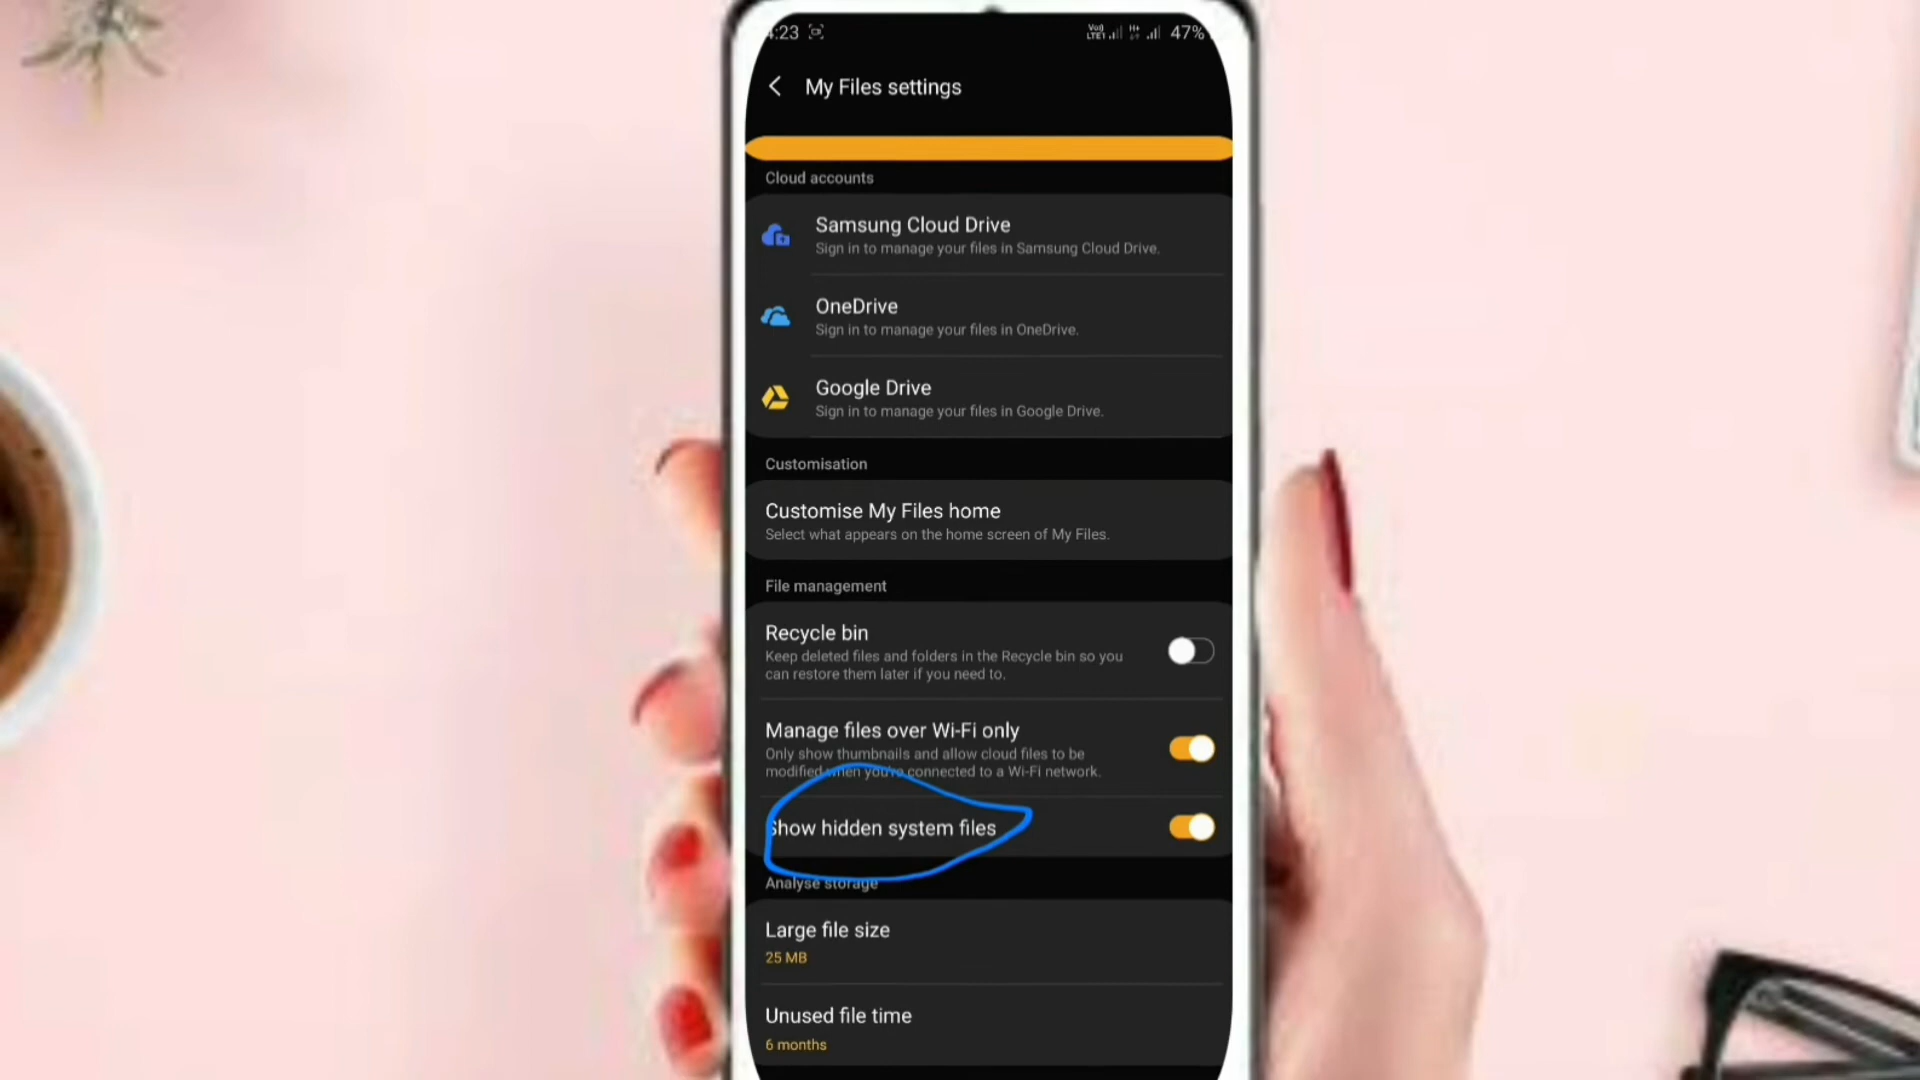 4:23 47%
My Files settings
Cloud accounts
Samsung Cloud Drive
Sign in to manage your files in Samsung Cloud Drive.
OneDrive
Sign in to manage your files in OneDrive.
Google Drive
Sign in to manage your files in Google Drive.
Customisation
Customise My Files home
Select what appears on the home screen of My Files.
File management
Recycle bin
Keep deleted files and folders in the Recycle bin so you
can restore them later if you need to.
Manage files over Wi-Fi only
Only show thumbnails and allow cloud files to be
modified when you're connected to a Wi-Fi network.
Show hidden system files
Analyse storage
Large file size
25 MB
Unused file time
6 months